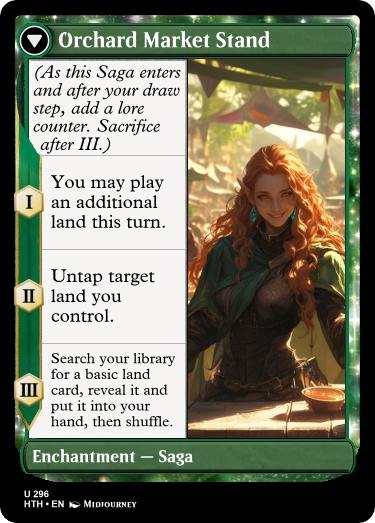 Orchard Market Stand
(As this Saga enters
and after your draw
step, add a lore
counter. Sacrifice
after III.)
I
You may play
an additional
land this turn.
II
Untap target
land you
control.
III
Search your library
for a basic land
card, reveal it and
put it into your
hand, then shuffle.
Enchantment — Saga
U 296
HTH • EN Midjourney